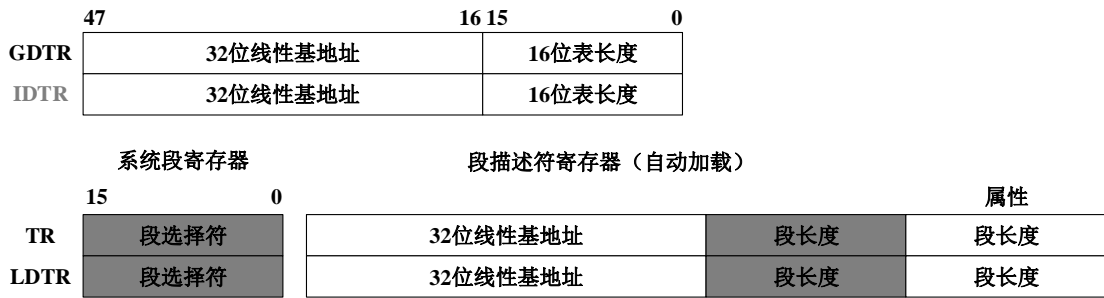 47 16 15 0
GDTR 32位线性基地址 16位表长度
IDTR 32位线性基地址 16位表长度
系统段寄存器 段描述符寄存器（自动加载）
15 0 属性
TR 段选择符 32位线性基地址 段长度 段长度
LDTR 段选择符 32位线性基地址 段长度 段长度